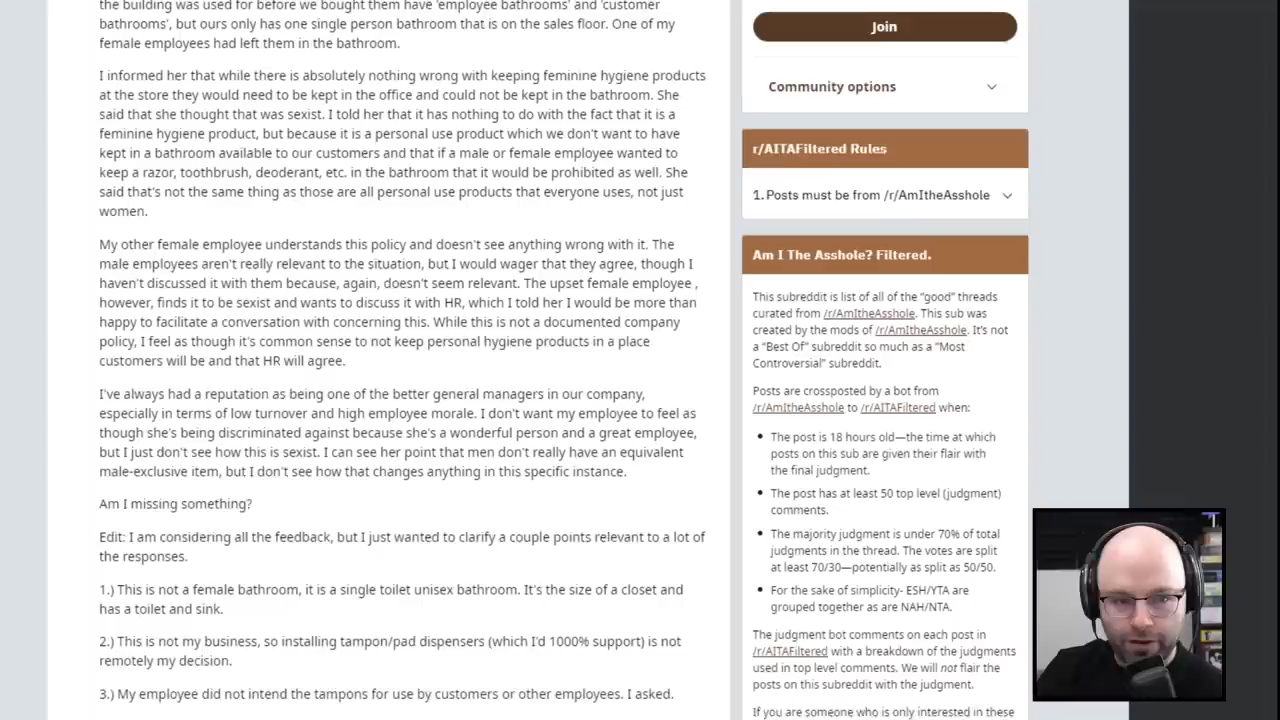 the building was used for before we bought them have 'employee bathrooms' and 'customer
bathrooms', but ours only has one single person bathroom that is on the sales floor. One of my
female employees had left them in the bathroom.
I informed her that while there is absolutely nothing wrong with keeping feminine hygiene products
at the store they would need to be kept in the office and could not be kept in the bathroom. She
said that she thought that was sexist. I told her that it has nothing to do with the fact that it is a
feminine hygiene product, but because it is a personal use product which we don't want to have
kept in a bathroom available to our customers and that if a male or female employee wanted to
keep a razor, toothbrush, deodorant, etc. in the bathroom that it would be prohibited as well. She
said that's not the same thing as those are all personal use products that everyone uses, not just
women.
My other female employee understands this policy and doesn't see anything wrong with it. The
male employees aren't really relevant to the situation, but I would wager that they agree, though I
haven't discussed it with them because, again, doesn't seem relevant. The upset female employee ,
however, finds it to be sexist and wants to discuss it with HR, which I told her I would be more than
happy to facilitate a conversation with concerning this. While this is not a documented company
policy, I feel as though it's common sense to not keep personal hygiene products in a place
customers will be and that HR will agree.
I've always had a reputation as being one of the better general managers in our company,
especially in terms of low turnover and high employee morale. I don't want my employee to feel as
though she's being discriminated against because she's a wonderful person and a great employee,
but I just don't see how this is sexist. I can see her point that men don't really have an equivalent
male-exclusive item, but I don't see how that changes anything in this specific instance.
Am I missing something?
Edit: I am considering all the feedback, but I just wanted to clarify a couple points relevant to a lot of
the responses.
1.) This is not a female bathroom, it is a single toilet unisex bathroom. It's the size of a closet and
has a toilet and sink.
2.) This is not my business, so installing tampon/pad dispensers (which I'd 1000% support) is not
remotely my decision.
3.) My employee did not intend the tampons for use by customers or other employees. I asked.
Join
Community options
r/AITAFiltered Rules
1. Posts must be from /r/AmItheAsshole
Am I The Asshole? Filtered.
This subreddit is list of all of the "good" threads
curated from /r/AmItheAsshole. This sub was
created by the mods of /r/AmItheAsshole. It's not
a "Best Of" subreddit so much as a "Most
Controversial" subreddit.
Posts are crossposted by a bot from
/r/AmItheAsshole to /r/AITAFiltered when:
• The post is 18 hours old—the time at which
posts on this sub are given their flair with
the final judgment.
• The post has at least 50 top level (judgment)
comments.
• The majority judgment is under 70% of total
judgments in the thread. The votes are split
at least 70/30—potentially as split as 50/50.
• For the sake of simplicity- ESH/YTA are
grouped together as are NAH/NTA.
The judgment bot comments on each post in
/r/AITAFiltered with a breakdown of the judgments
used in top level comments. We will not flair the
posts on this subreddit with the judgment.
If you are someone who is only interested in these